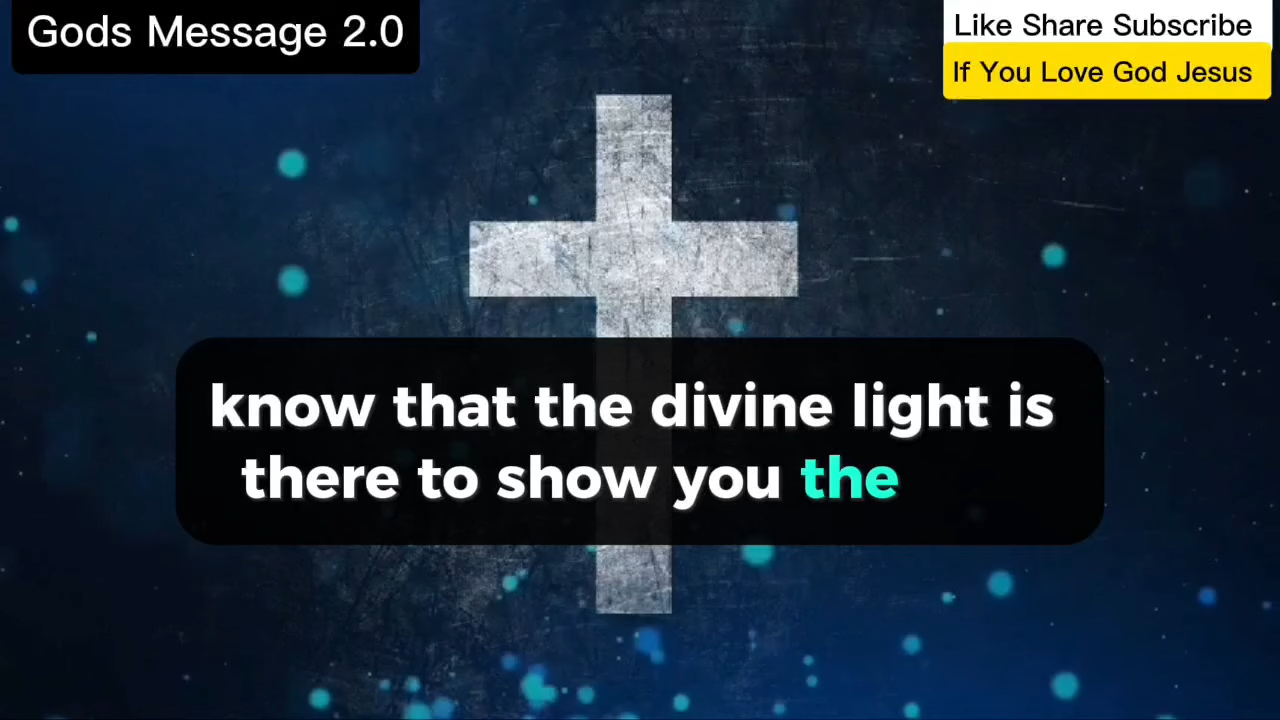 Gods Message 2.0
Like Share Subscribe
If You Love God Jesus
know that the divine light is
there to show you the